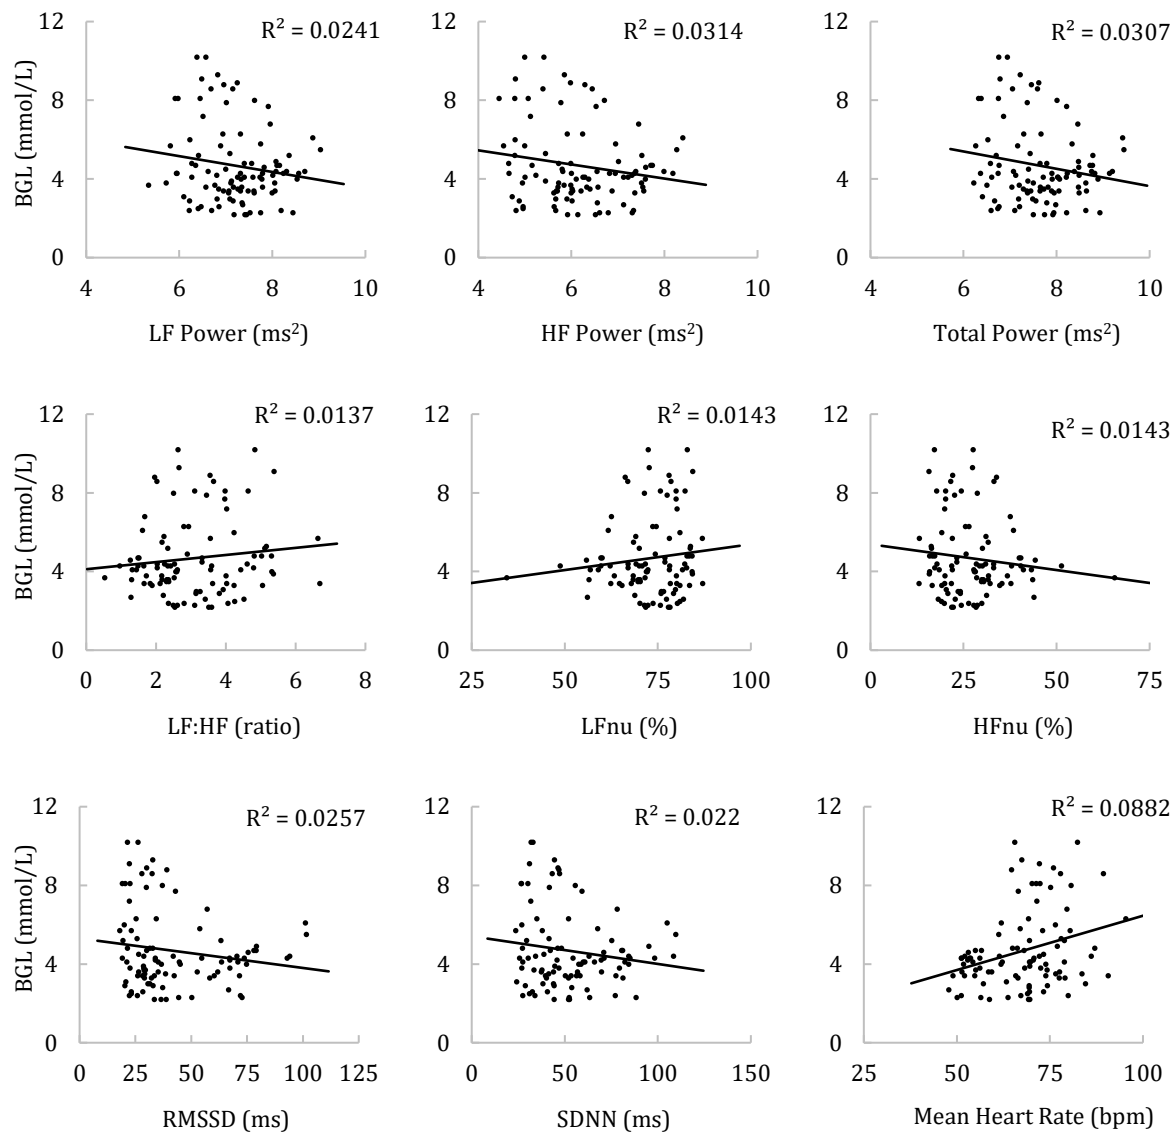 12
R² = 0.0241
8
BGL (mmol/L)
4
0
4 6 8 10
LF Power (ms²)
12
R² = 0.0314
8
4
0
4 6 8 10
HF Power (ms²)
12
R² = 0.0307
8
4
0
4 6 8 10
Total Power (ms²)
12
R² = 0.0137
8
BGL (mmol/L)
4
0
0 2 4 6 8
LF:HF (ratio)
12
R² = 0.0143
8
4
0
25 50 75 100
LFnu (%)
12
R² = 0.0143
8
4
0
0 25 50 75
HFnu (%)
12
R² = 0.0257
8
BGL (mmol/L)
4
0
0 25 50 75 100 125
RMSSD (ms)
12
R² = 0.022
8
4
0
0 50 100 150
SDNN (ms)
12
R² = 0.0882
8
4
0
25 50 75 100
Mean Heart Rate (bpm)